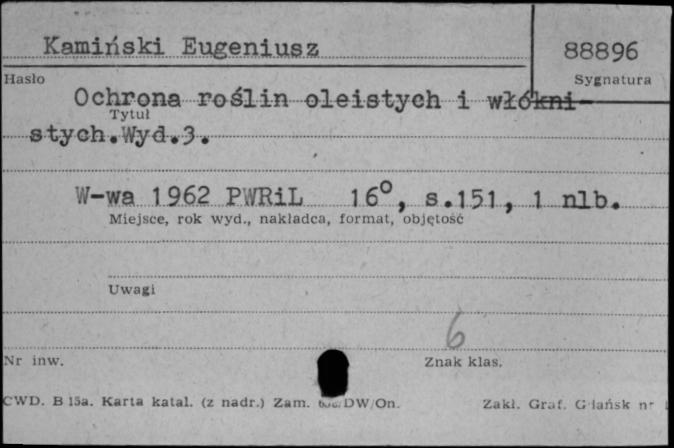 Kamiński Eugeniusz
88896
Hasło
Sygnatura
Ochrona roślin oleistych i włókni-
Tytuł
stych.Wyd.3.
W-wa 1962 PWRiL 16°, s.151, 1 nlb.
Miejsce, rok wyd., nakładca, format, objętość
Uwagi
6
Nr inw.
Znak klas.
CWD. B 15a. Karta katal. (z nadr.) Zam. DW/On.
Zakł. Graf. Gdańsk nr